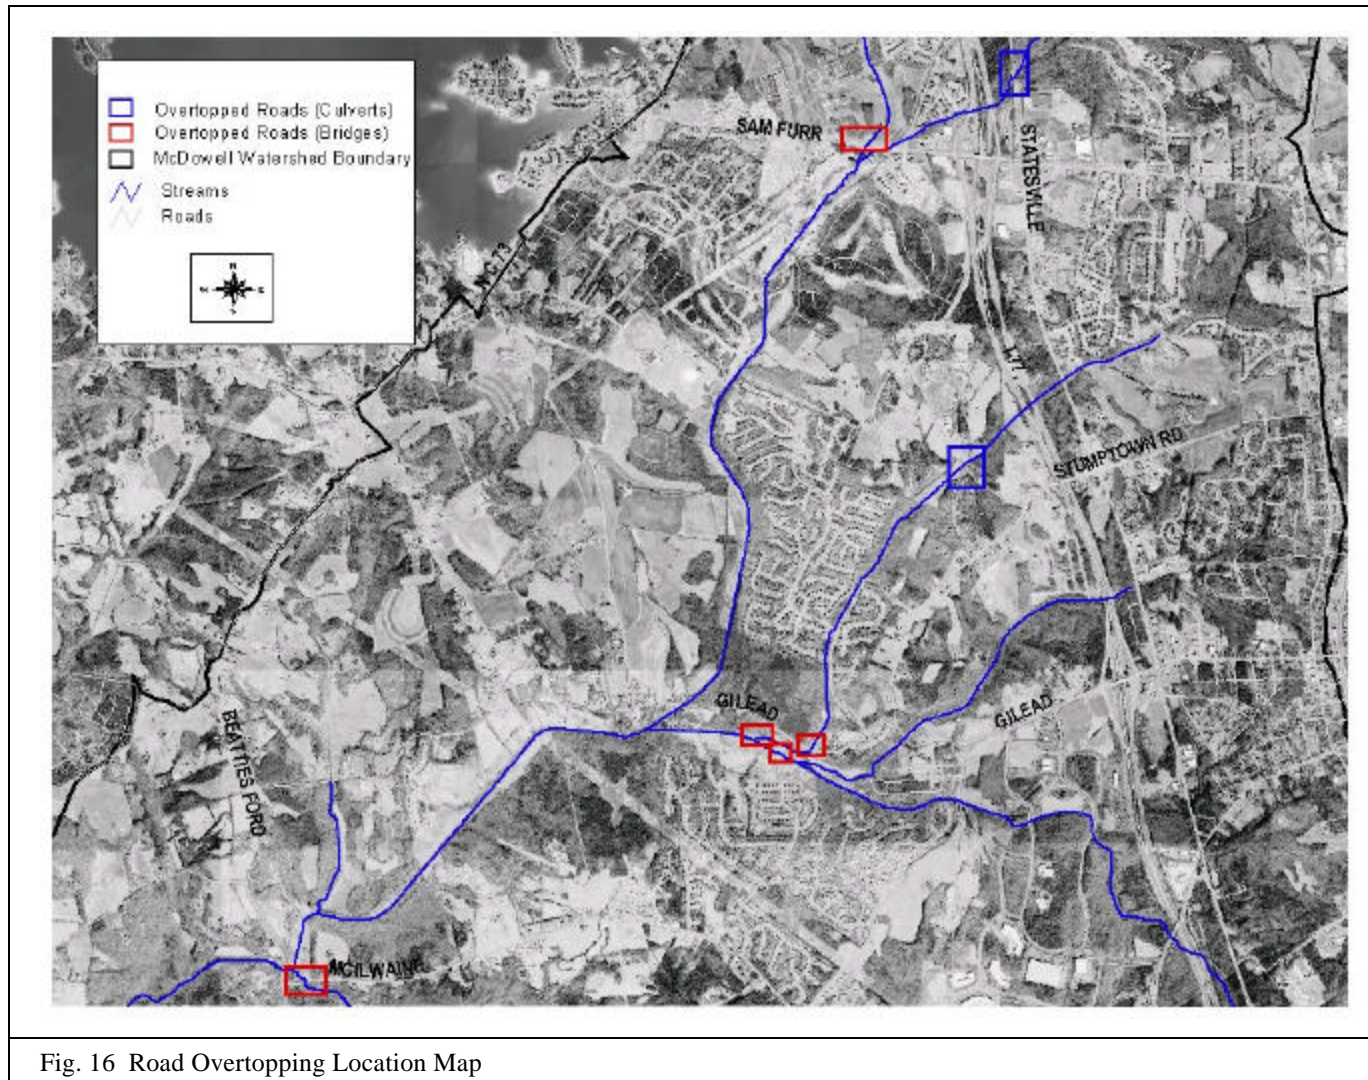 Overtopped Roads (Culverts)
Overtopped Roads (Bridges)
McDowell Watershed Boundary
Streams
Roads
N
W
E
S
SAM FURR
STATESVILLE
NC 73
I-77
STUMPTOWN RD
GILEAD
GILEAD
BEATTIES FORD
MCILWAINE
Fig. 16 Road Overtopping Location Map